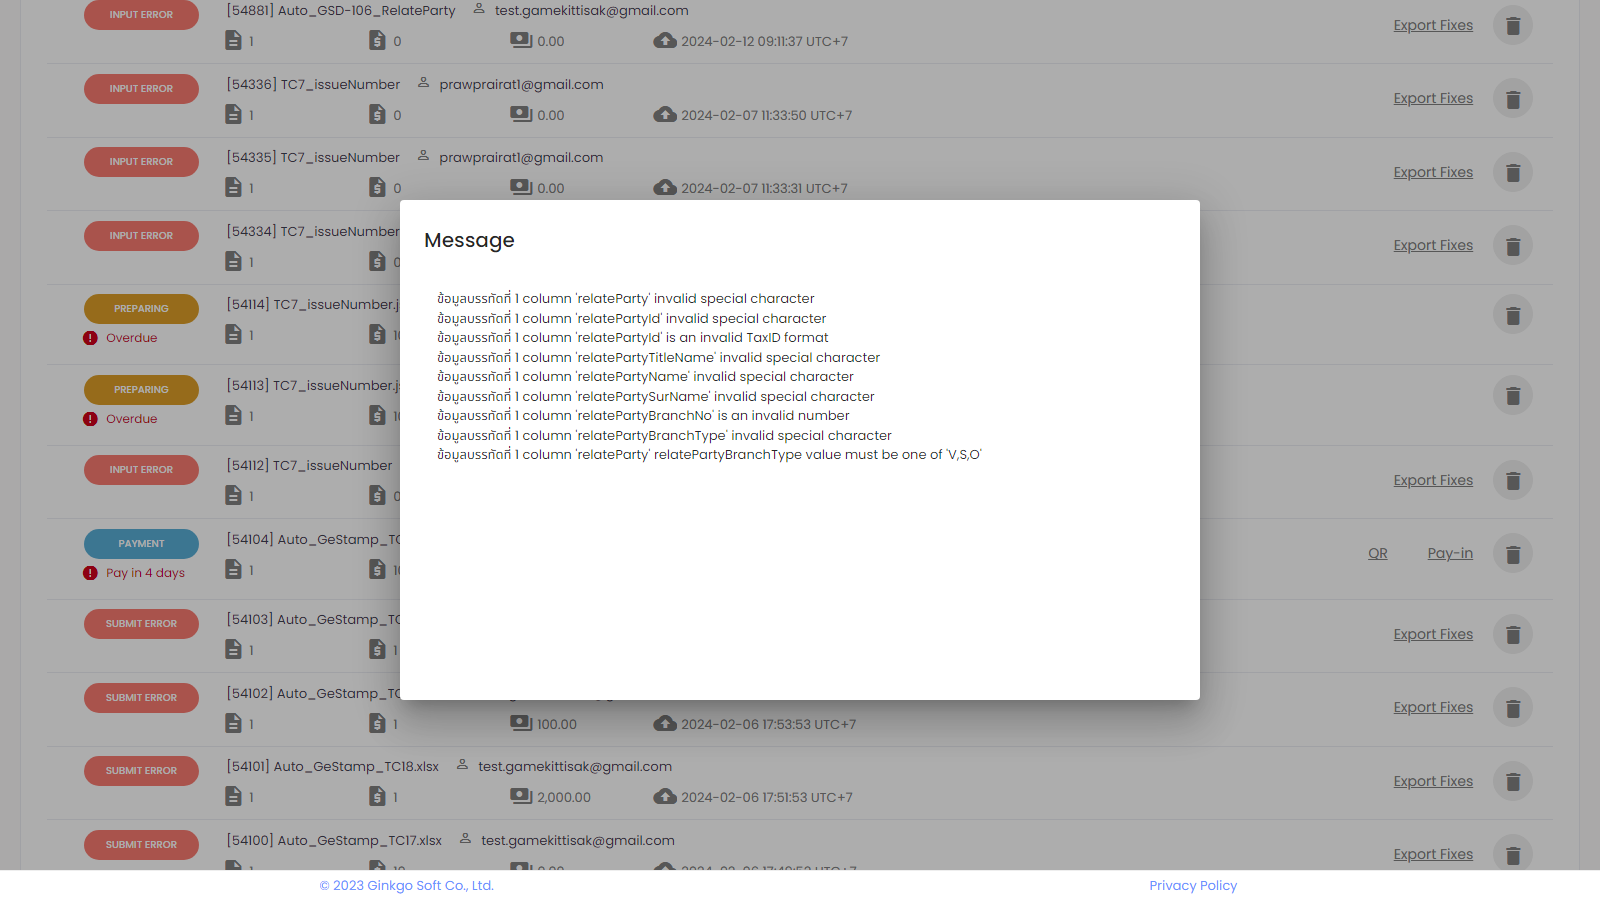 INPUT ERROR [54881] Auto_GSD-106_RelateParty test.gamekittisak@gmail.com
1 0 0.00 2024-02-12 09:11:37 UTC+7 Export Fixes
INPUT ERROR [54336] TC7_issueNumber prawprairat1@gmail.com
1 0 0.00 2024-02-07 11:33:50 UTC+7 Export Fixes
INPUT ERROR [54335] TC7_issueNumber prawprairat1@gmail.com
1 0 0.00 2024-02-07 11:33:31 UTC+7 Export Fixes
INPUT ERROR [54334] TC7_issueNumber
1 0 Export Fixes
PREPARING [54114] TC7_issueNumber.j
Overdue 1
PREPARING [54113] TC7_issueNumber.j
Overdue 1
INPUT ERROR [54112] TC7_issueNumber
1 0 Export Fixes
PAYMENT [54104] Auto_GeStamp_TC
Pay in 4 days 1 QR Pay-in
SUBMIT ERROR [54103] Auto_GeStamp_TC
1 1 Export Fixes
SUBMIT ERROR [54102] Auto_GeStamp_TC
1 1 100.00 2024-02-06 17:53:53 UTC+7 Export Fixes
SUBMIT ERROR [54101] Auto_GeStamp_TC18.xlsx test.gamekittisak@gmail.com
1 1 2,000.00 2024-02-06 17:51:53 UTC+7 Export Fixes
SUBMIT ERROR [54100] Auto_GeStamp_TC17.xlsx test.gamekittisak@gmail.com
Export Fixes
Message
ข้อมูลบรรทัดที่ 1 column 'relateParty' invalid special character
ข้อมูลบรรทัดที่ 1 column 'relatePartyId' invalid special character
ข้อมูลบรรทัดที่ 1 column 'relatePartyId' is an invalid TaxID format
ข้อมูลบรรทัดที่ 1 column 'relatePartyTitleName' invalid special character
ข้อมูลบรรทัดที่ 1 column 'relatePartyName' invalid special character
ข้อมูลบรรทัดที่ 1 column 'relatePartySurName' invalid special character
ข้อมูลบรรทัดที่ 1 column 'relatePartyBranchNo' is an invalid number
ข้อมูลบรรทัดที่ 1 column 'relatePartyBranchType' invalid special character
ข้อมูลบรรทัดที่ 1 column 'relateParty' relatePartyBranchType value must be one of 'V,S,O'
© 2023 Ginkgo Soft Co., Ltd. Privacy Policy